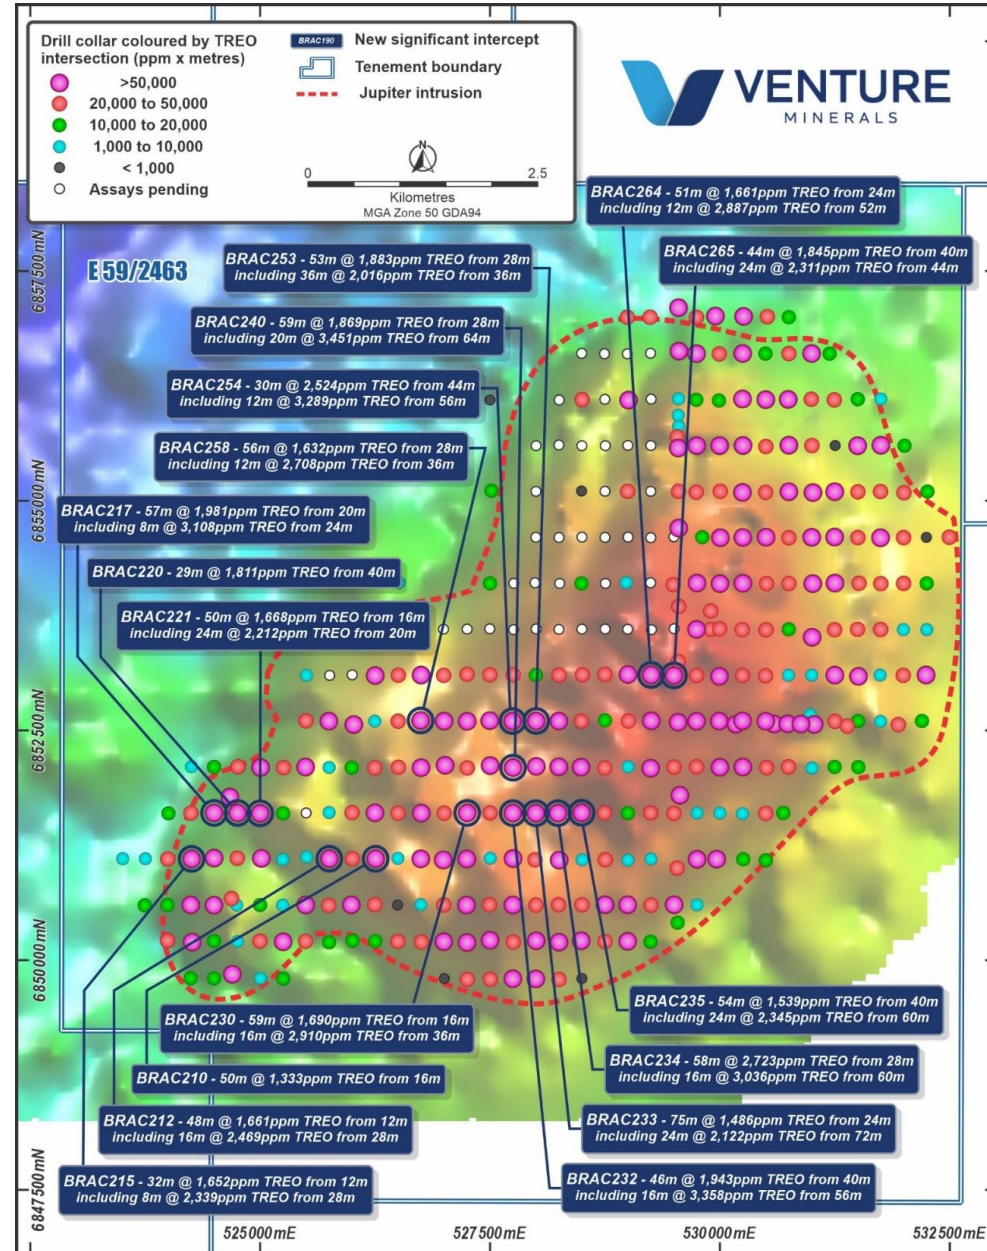 Drill collar coloured by TREO
intersection (ppm x metres)
>50,000
20,000 to 50,000
10,000 to 20,000
1,000 to 10,000
< 1,000
Assays pending
BRAC190 New significant intercept
Tenement boundary
Jupiter intrusion
N
0 2.5
Kilometres
MGA Zone 50 GDA94
VENTURE
MINERALS
E 59/2463
BRAC264 - 51m @ 1,661ppm TREO from 24m
including 12m @ 2,887ppm TREO from 52m
BRAC265 - 44m @ 1,845ppm TREO from 40m
including 24m @ 2,311ppm TREO from 44m
BRAC253 - 53m @ 1,883ppm TREO from 28m
including 36m @ 2,016ppm TREO from 36m
BRAC240 - 59m @ 1,869ppm TREO from 28m
including 20m @ 3,451ppm TREO from 64m
BRAC254 - 30m @ 2,524ppm TREO from 44m
including 12m @ 3,289ppm TREO from 56m
BRAC258 - 56m @ 1,632ppm TREO from 28m
including 12m @ 2,708ppm TREO from 36m
BRAC217 - 57m @ 1,981ppm TREO from 20m
including 8m @ 3,108ppm TREO from 24m
BRAC220 - 29m @ 1,811ppm TREO from 40m
BRAC221 - 50m @ 1,668ppm TREO from 16m
including 24m @ 2,212ppm TREO from 20m
BRAC230 - 59m @ 1,690ppm TREO from 16m
including 16m @ 2,910ppm TREO from 36m
BRAC210 - 50m @ 1,333ppm TREO from 16m
BRAC212 - 48m @ 1,661ppm TREO from 12m
including 16m @ 2,469ppm TREO from 28m
BRAC215 - 32m @ 1,652ppm TREO from 12m
including 8m @ 2,339ppm TREO from 28m
BRAC235 - 54m @ 1,539ppm TREO from 40m
including 24m @ 2,345ppm TREO from 60m
BRAC234 - 58m @ 2,723ppm TREO from 28m
including 16m @ 3,036ppm TREO from 60m
BRAC233 - 75m @ 1,486ppm TREO from 24m
including 24m @ 2,122ppm TREO from 72m
BRAC232 - 46m @ 1,943ppm TREO from 40m
including 16m @ 3,358ppm TREO from 56m
6857500mN
6855000mN
6852500mN
6850000mN
6847500mN
525000mE
527500mE
530000mE
532500mE